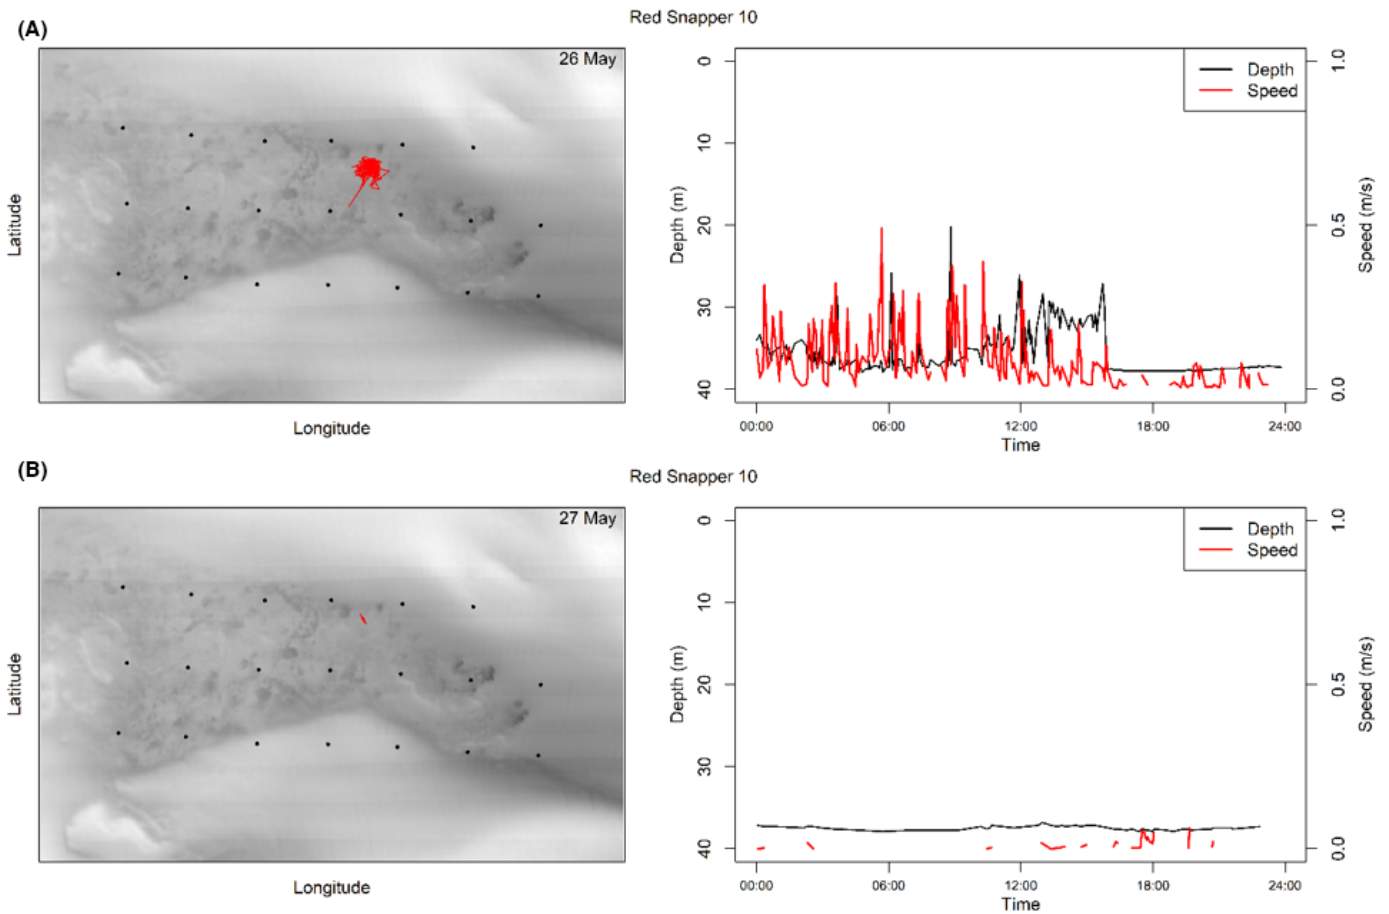 Red Snapper 10
(A)
26 May
Latitude
Longitude
0
10
20
30
40
Depth (m)
00:00
06:00
12:00
18:00
24:00
Time
0.0
0.5
1.0
Speed (m/s)
Depth
Speed
(B)
Red Snapper 10
27 May
Latitude
Longitude
0
10
20
30
40
Depth (m)
00:00
06:00
12:00
18:00
24:00
Time
0.0
0.5
1.0
Speed (m/s)
Depth
Speed